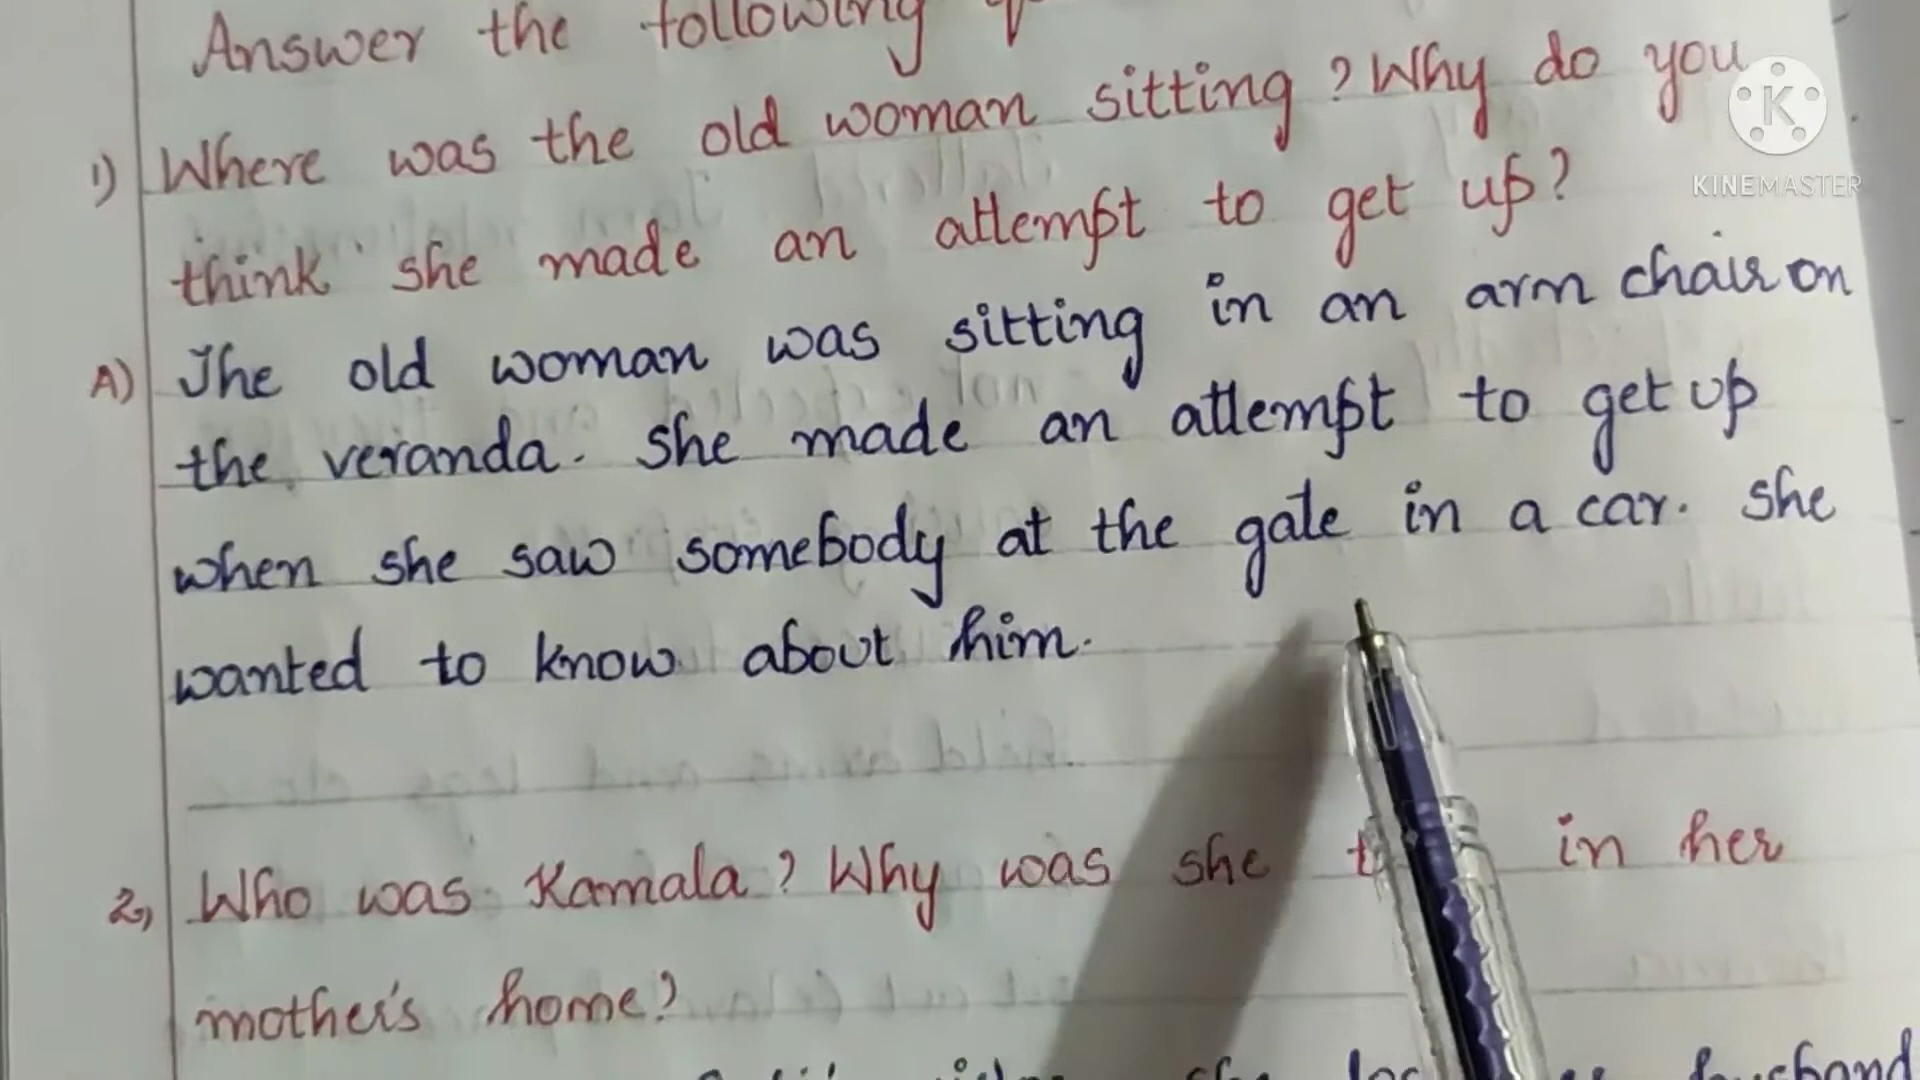 Answer the following
1) Where was the old woman sitting? Why do you
think she made an attempt to get up?
A) The old woman was sitting in an arm chair on
the veranda. She made an attempt to get up
when she saw somebody at the gate in a car. She
wanted to know about him.
2, Who was Kamala? Why was she in her
mother's home?
husband
KINEMASTER